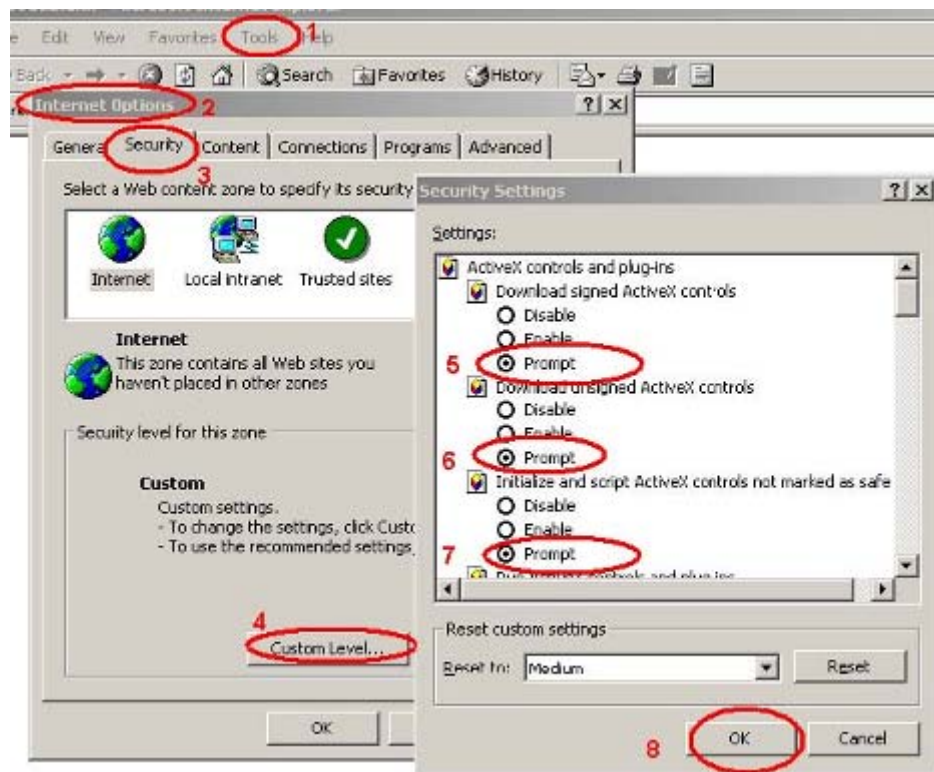 Edit View Favorites Tools 1 Help
Back Search Favorites History
Internet Options 2
General Security Content Connections Programs Advanced
3
Select a Web content zone to specify its security
Internet Local intranet Trusted sites
Internet
This zone contains all Web sites you
haven't placed in other zones
Security level for this zone
Custom
Custom settings.
- To change the settings, click Custo
- To use the recommended settings,
4
Custom Level...
OK
Security Settings
Settings:
ActiveX controls and plug-ins
Download signed ActiveX controls
Disable
Enable
5 Prompt
Download unsigned ActiveX controls
Disable
Enable
6 Prompt
Initialize and script ActiveX controls not marked as safe
Disable
Enable
7 Prompt
Run ActiveX controls and plug-ins
Reset custom settings
Reset to: Medium Reset
8 OK Cancel